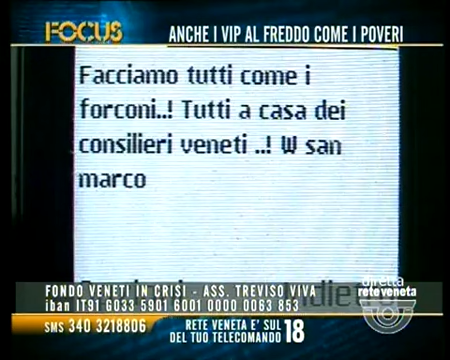 FOCUS
ANCHE I VIP AL FREDDO COME I POVERI
Facciamo tutti come i
forconi..! Tutti a casa dei
consilieri veneti ..! W san
marco
diretta
reteveneta
FONDO VENETI IN CRISI - ASS. TREVISO VIVA
iban IT91 G033 5901 6001 0000 0063 853
SMS 340 3218806
RETE VENETA E' SUL
DEL TUO TELECOMANDO 18